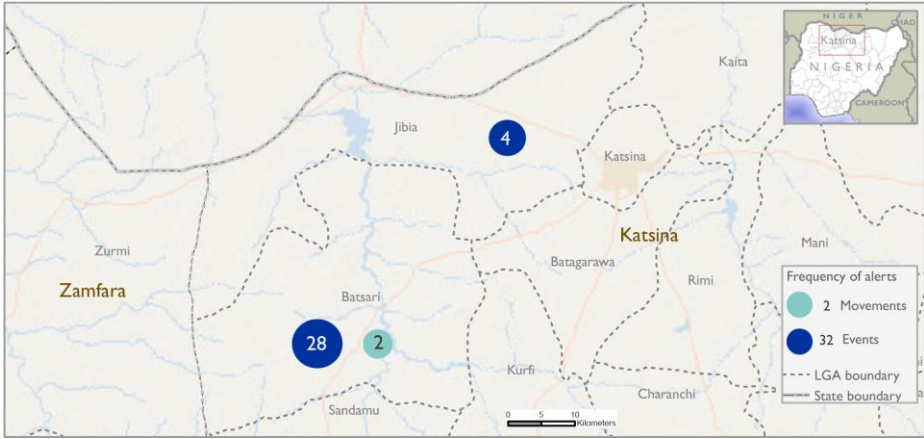 NIGER
CHAD
Katsina
NIGERIA
CAMEROON
Kaita
Jibia
4
Katsina
Zurmi
Zamfara
Katsina
Batagarawa
Mani
Rimi
Batsari
28
2
Kurfi
Sandamu
Charanchi
Frequency of alerts
2 Movements
32 Events
LGA boundary
State boundary
0 5 10
Kilometers